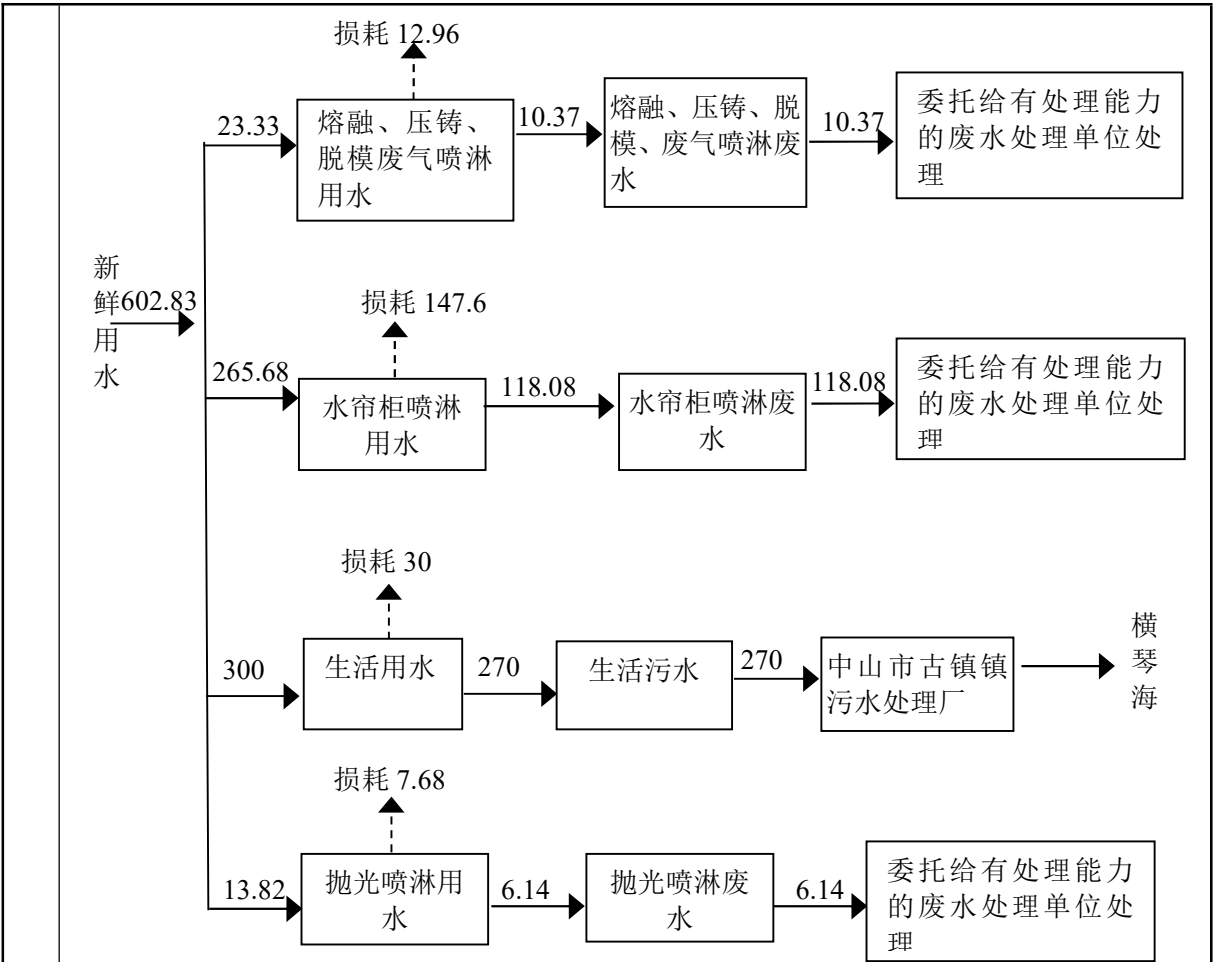 损耗 12.96
23.33
熔融、压铸、
脱模废气喷淋
用水
10.37
熔融、压铸、脱
模、废气喷淋废
水
10.37
委托给有处理能力
的废水处理单位处
理
新
鲜
用
水
602.83
损耗 147.6
265.68
水帘柜喷淋
用水
118.08
水帘柜喷淋废
水
118.08
委托给有处理能力
的废水处理单位处
理
损耗 30
300
生活用水
270
生活污水
270
中山市古镇镇
污水处理厂
横
琴
海
损耗 7.68
13.82
抛光喷淋用
水
6.14
抛光喷淋废
水
6.14
委托给有处理能力
的废水处理单位处
理